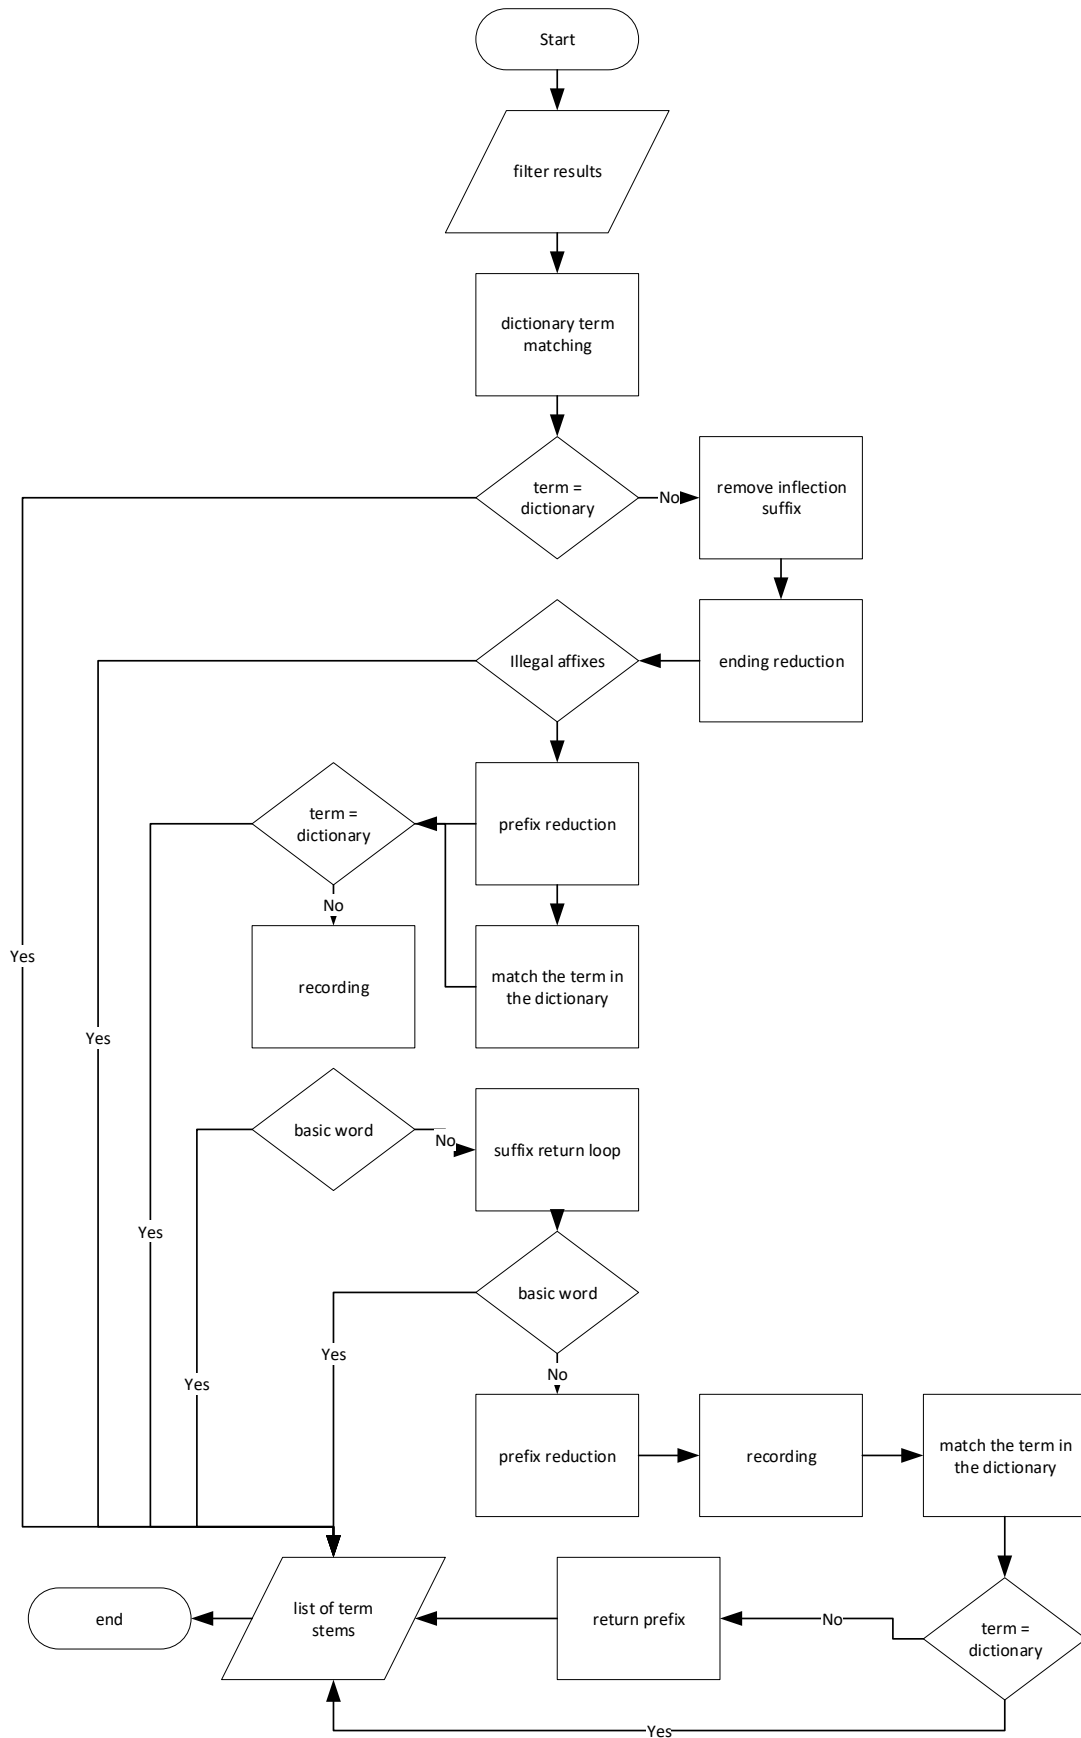 Start
filter results
dictionary term
matching
term =
dictionary
No
remove inflection
suffix
Illegal affixes
ending reduction
term =
dictionary
prefix reduction
No
Yes
recording
match the term in
the dictionary
Yes
basic word
No
suffix return loop
Yes
basic word
Yes
Yes
No
prefix reduction
recording
match the term in
the dictionary
end
list of term
stems
return prefix
No
term =
dictionary
Yes